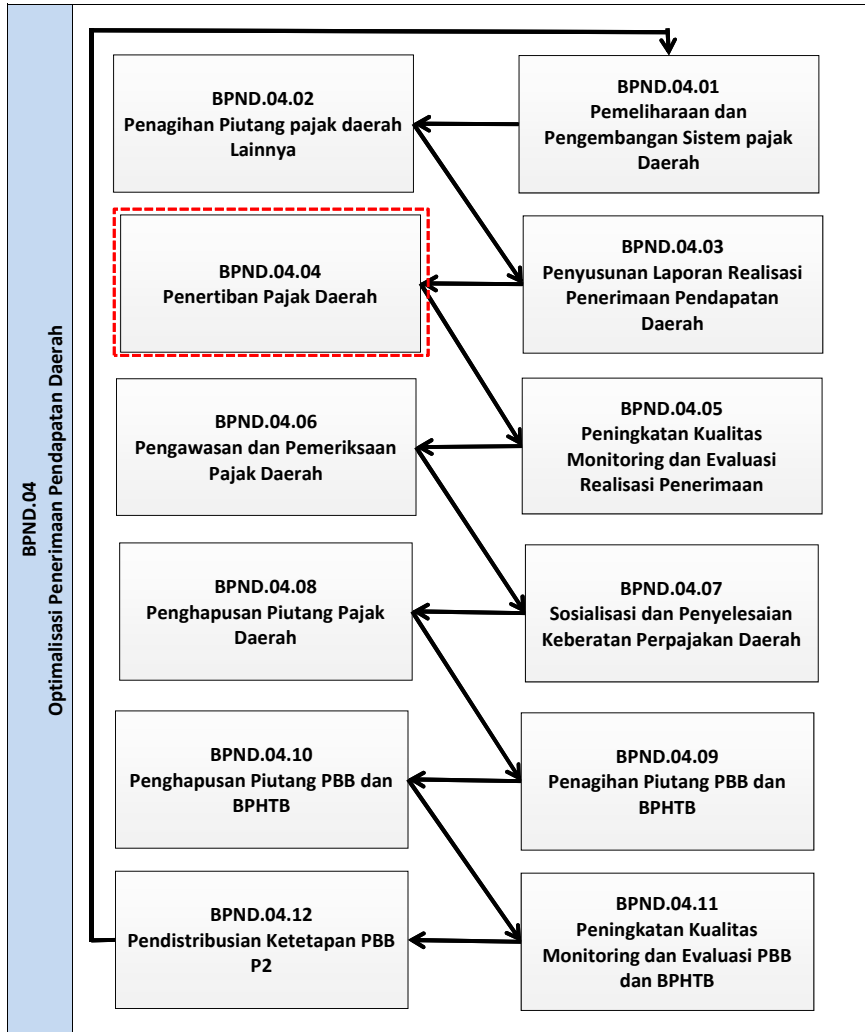 BPND.04
Optimalisasi Penerimaan Pendapatan Daerah
BPND.04.01
Pemeliharaan dan
Pengembangan Sistem pajak
Daerah
BPND.04.02
Penagihan Piutang pajak daerah
Lainnya
BPND.04.03
Penyusunan Laporan Realisasi
Penerimaan Pendapatan
Daerah
BPND.04.04
Penertiban Pajak Daerah
BPND.04.05
Peningkatan Kualitas
Monitoring dan Evaluasi
Realisasi Penerimaan
BPND.04.06
Pengawasan dan Pemeriksaan
Pajak Daerah
BPND.04.07
Sosialisasi dan Penyelesaian
Keberatan Perpajakan Daerah
BPND.04.08
Penghapusan Piutang Pajak
Daerah
BPND.04.09
Penagihan Piutang PBB dan
BPHTB
BPND.04.10
Penghapusan Piutang PBB dan
BPHTB
BPND.04.11
Peningkatan Kualitas
Monitoring dan Evaluasi PBB
dan BPHTB
BPND.04.12
Pendistribusian Ketetapan PBB
P2